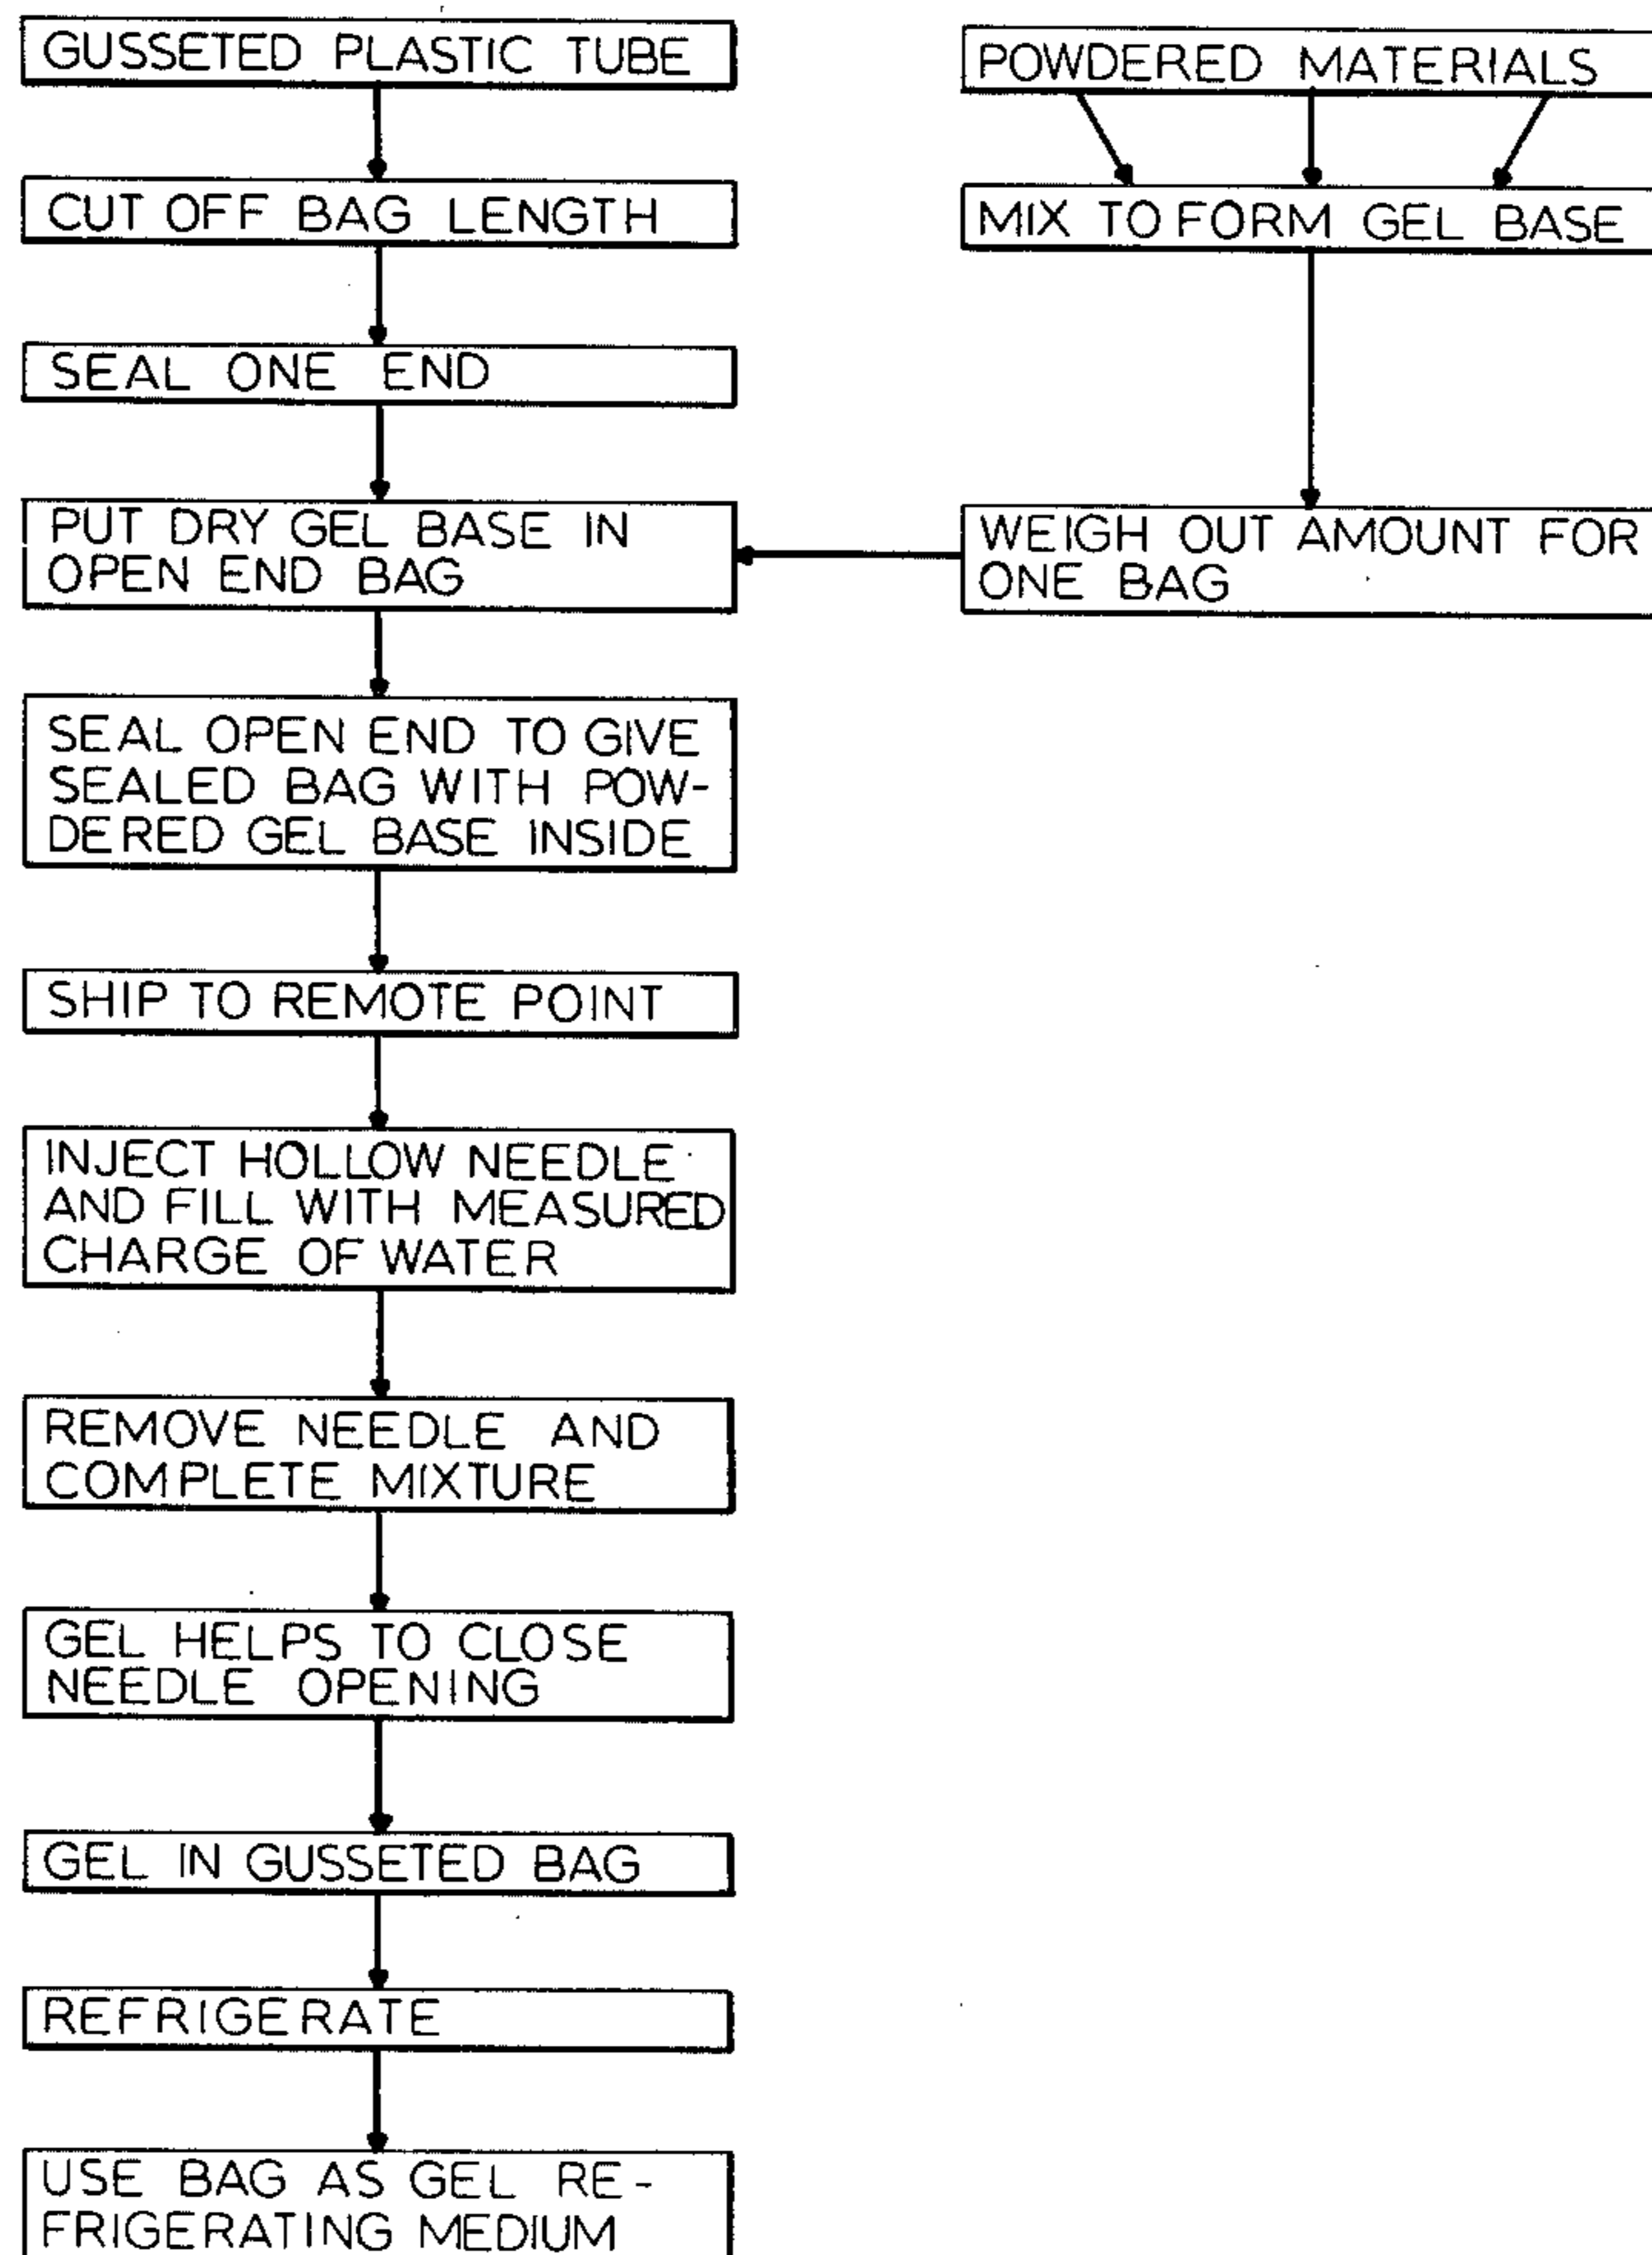 GUSSETED PLASTIC TUBE
CUT OFF BAG LENGTH
SEAL ONE END
PUT DRY GEL BASE IN
OPEN END BAG
SEAL OPEN END TO GIVE
SEALED BAG WITH POW-
DERED GEL BASE INSIDE
SHIP TO REMOTE POINT
INJECT HOLLOW NEEDLE
AND FILL WITH MEASURED
CHARGE OF WATER
REMOVE NEEDLE AND
COMPLETE MIXTURE
GEL HELPS TO CLOSE
NEEDLE OPENING
GEL IN GUSSETED BAG
REFRIGERATE
USE BAG AS GEL RE-
FRIGERATING MEDIUM
POWDERED MATERIALS
MIX TO FORM GEL BASE
WEIGH OUT AMOUNT FOR
ONE BAG